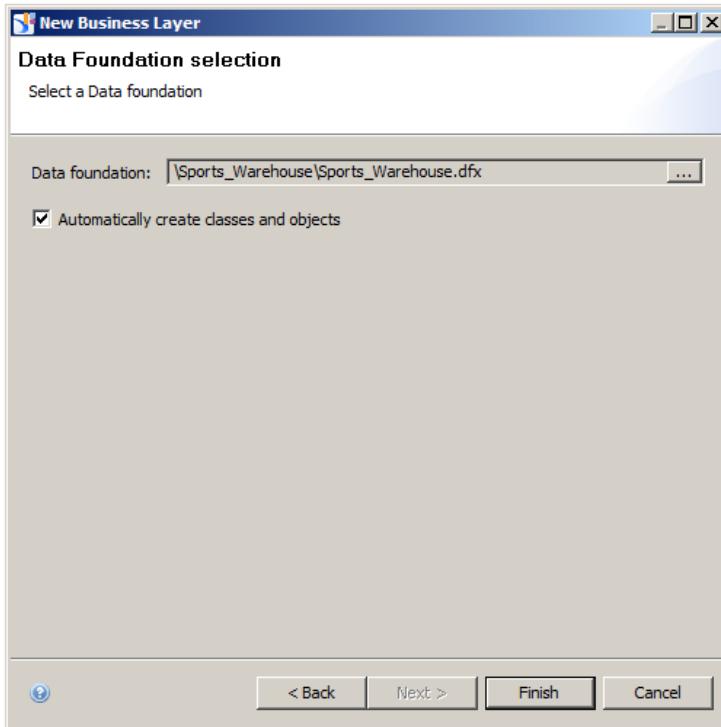 New Business Layer
Data Foundation selection
Select a Data foundation
Data foundation: \Sports_Warehouse\Sports_Warehouse.dfx ...
Automatically create classes and objects
? < Back Next > Finish Cancel